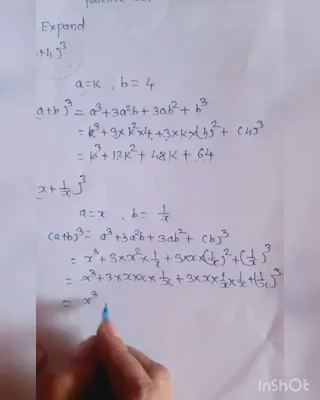 Expand
+4)³
a=k , b = 4
a+b)³ = a³+3a²b+3ab²+b³
= k³+3×k²×4+3×k×(4)²+(4)³
= k³+12k²+48k+64
x+1/x)³
a=x , b= 1/x
(a+b)³= a³+3a²b+3ab²+(b)³
= x³+3×x²×1/x+3×x×(1/x)²+(1/x)³
= x³+3×x×x×1/x+3×x×1/x×1/x+(1/x)³
= x³
InShOt